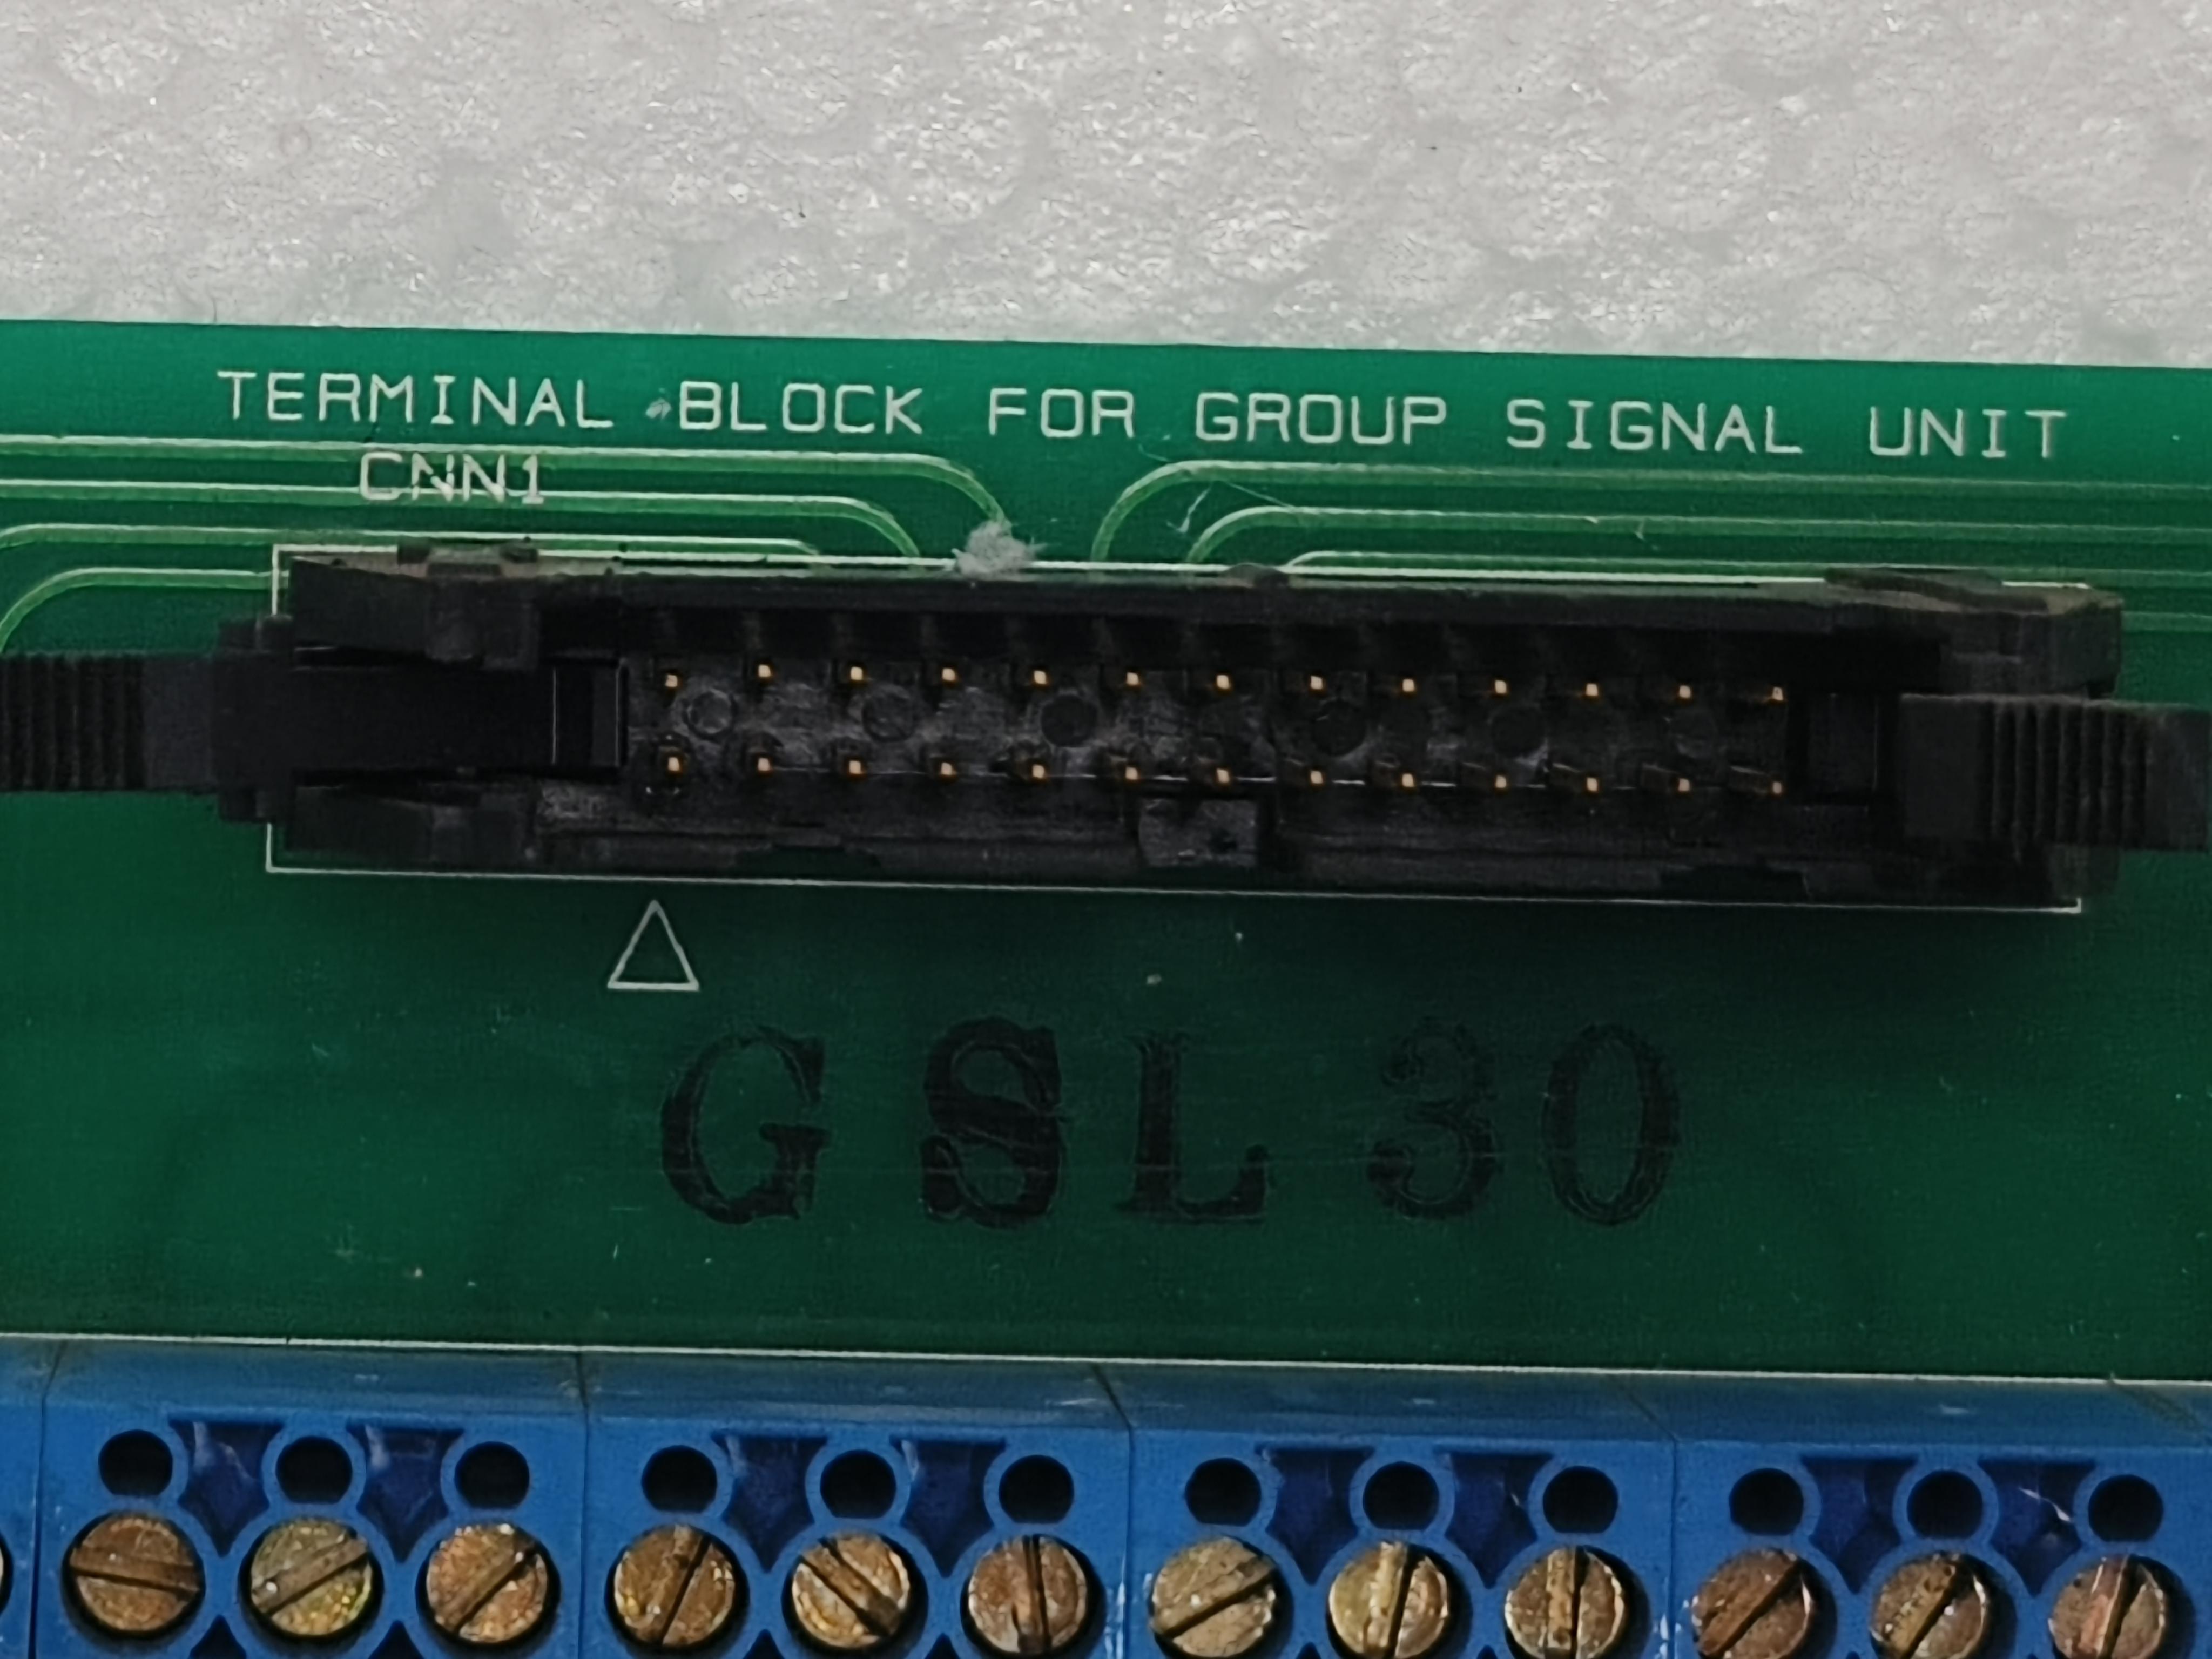 TERMINAL BLOCK FOR GROUP SIGNAL UNIT
CNN1
GSL 30